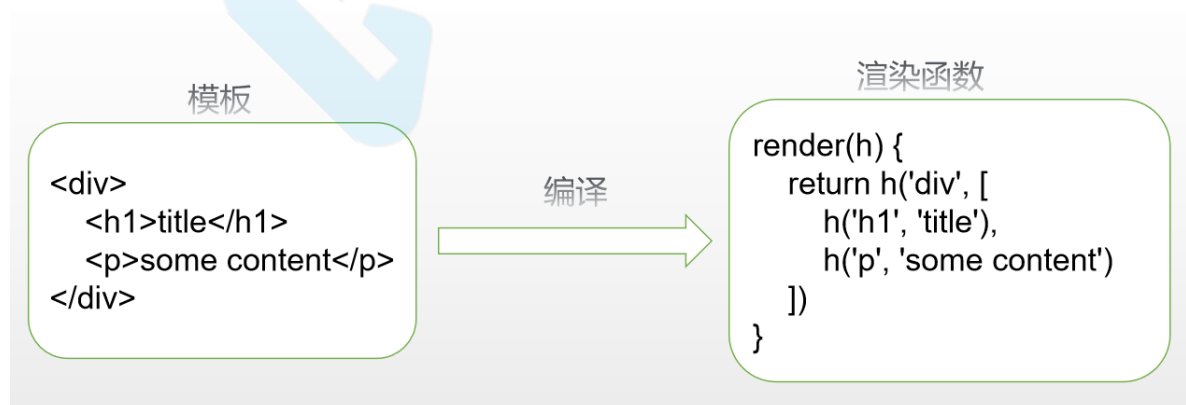 模板
<div>
<h1>title</h1>
<p>some content</p>
</div>
编译
渲染函数
render(h) {
return h('div', [
h('h1', 'title'),
h('p', 'some content')
])
}